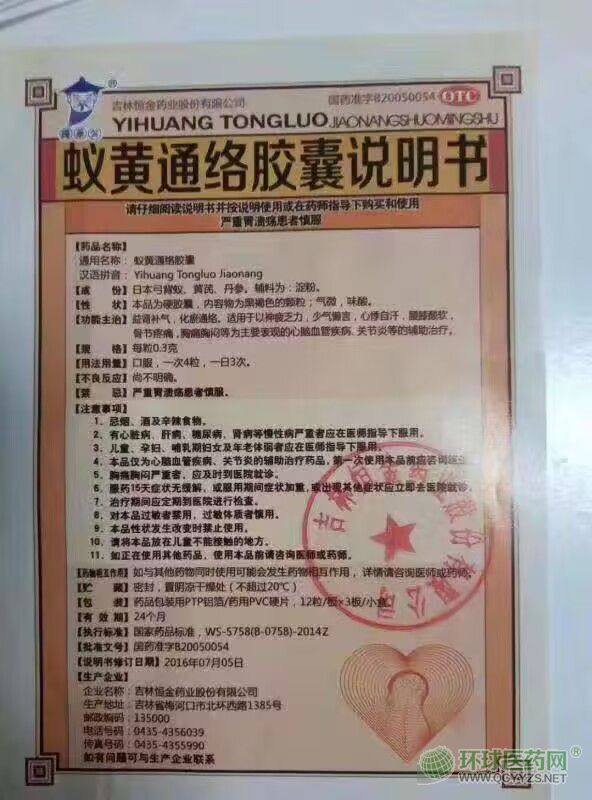 吉林恒金药业股份有限公司 国药准字B20050054 OTC
YIHUANG TONGLUO JIAONANGSHUOMINGSHU
蚁黄通络胶囊说明书
请仔细阅读说明书并按说明使用或在药师指导下购买和使用
严重胃溃疡患者慎服
【药品名称】
通用名称：蚁黄通络胶囊
汉语拼音：Yihuang Tongluo Jiaonang
【成 份】日本弓背蚁、黄芪、丹参。辅料为：淀粉。
【性 状】本品为硬胶囊，内容物为黑褐色的颗粒；气微，味酸。
【功能主治】益肾补气，化瘀通络。适用于以神疲乏力，少气懒言，心悸自汗，腰膝酸软，
骨节疼痛，胸痛胸闷等为主要表现的心脑血管疾病、关节炎等的辅助治疗。
【规 格】每粒0.3克
【用法用量】口服，一次4粒，一日3次。
【不良反应】尚不明确。
【禁 忌】严重胃溃疡患者慎服。
【注意事项】
1．忌烟、酒及辛辣食物。
2．有心脏病、肝病、糖尿病、肾病等慢性病严重者应在医师指导下服用。
3．儿童、孕妇、哺乳期妇女及年老体弱者应在医师指导下服用。
4．本品仅为心脑血管疾病、关节炎的辅助治疗药品，第一次使用本品前应咨询医生
5．胸痛胸闷严重者，应及时到医院就诊。
6．服药15天症状无缓解，或服用期间症状加重，或出现其他症状应立即去医院就诊。
7．治疗期间应定期到医院进行检查。
8．对本品过敏者禁用，过敏体质者慎用。
9．本品性状发生改变时禁止使用。
10．请将本品放在儿童不能接触的地方。
11．如正在使用其他药品，使用本品前请咨询医师或药师。
【药物相互作用】如与其他药物同时使用可能会发生药物相互作用，详情请咨询医师或药师。
【贮 藏】密封，置阴凉干燥处（不超过20℃）
【包 装】药品包装用PTP铝箔/药用PVC硬片，12粒/板×3板/小盒。
【有 效 期】24个月
【执行标准】国家药品标准，WS-5758(B-0758)-2014Z
【批准文号】国药准字B20050054
【说明书修订日期】2016年07月05日
【生产企业】
企业名称：吉林恒金药业股份有限公司
生产地址：吉林省梅河口市北环西路1385号
邮政编码：135000
电话号码：0435-4356039
传真号码：0435-4355990
如有问题可与生产企业联系
环球医药网®
WWW.QGYYZS.NET